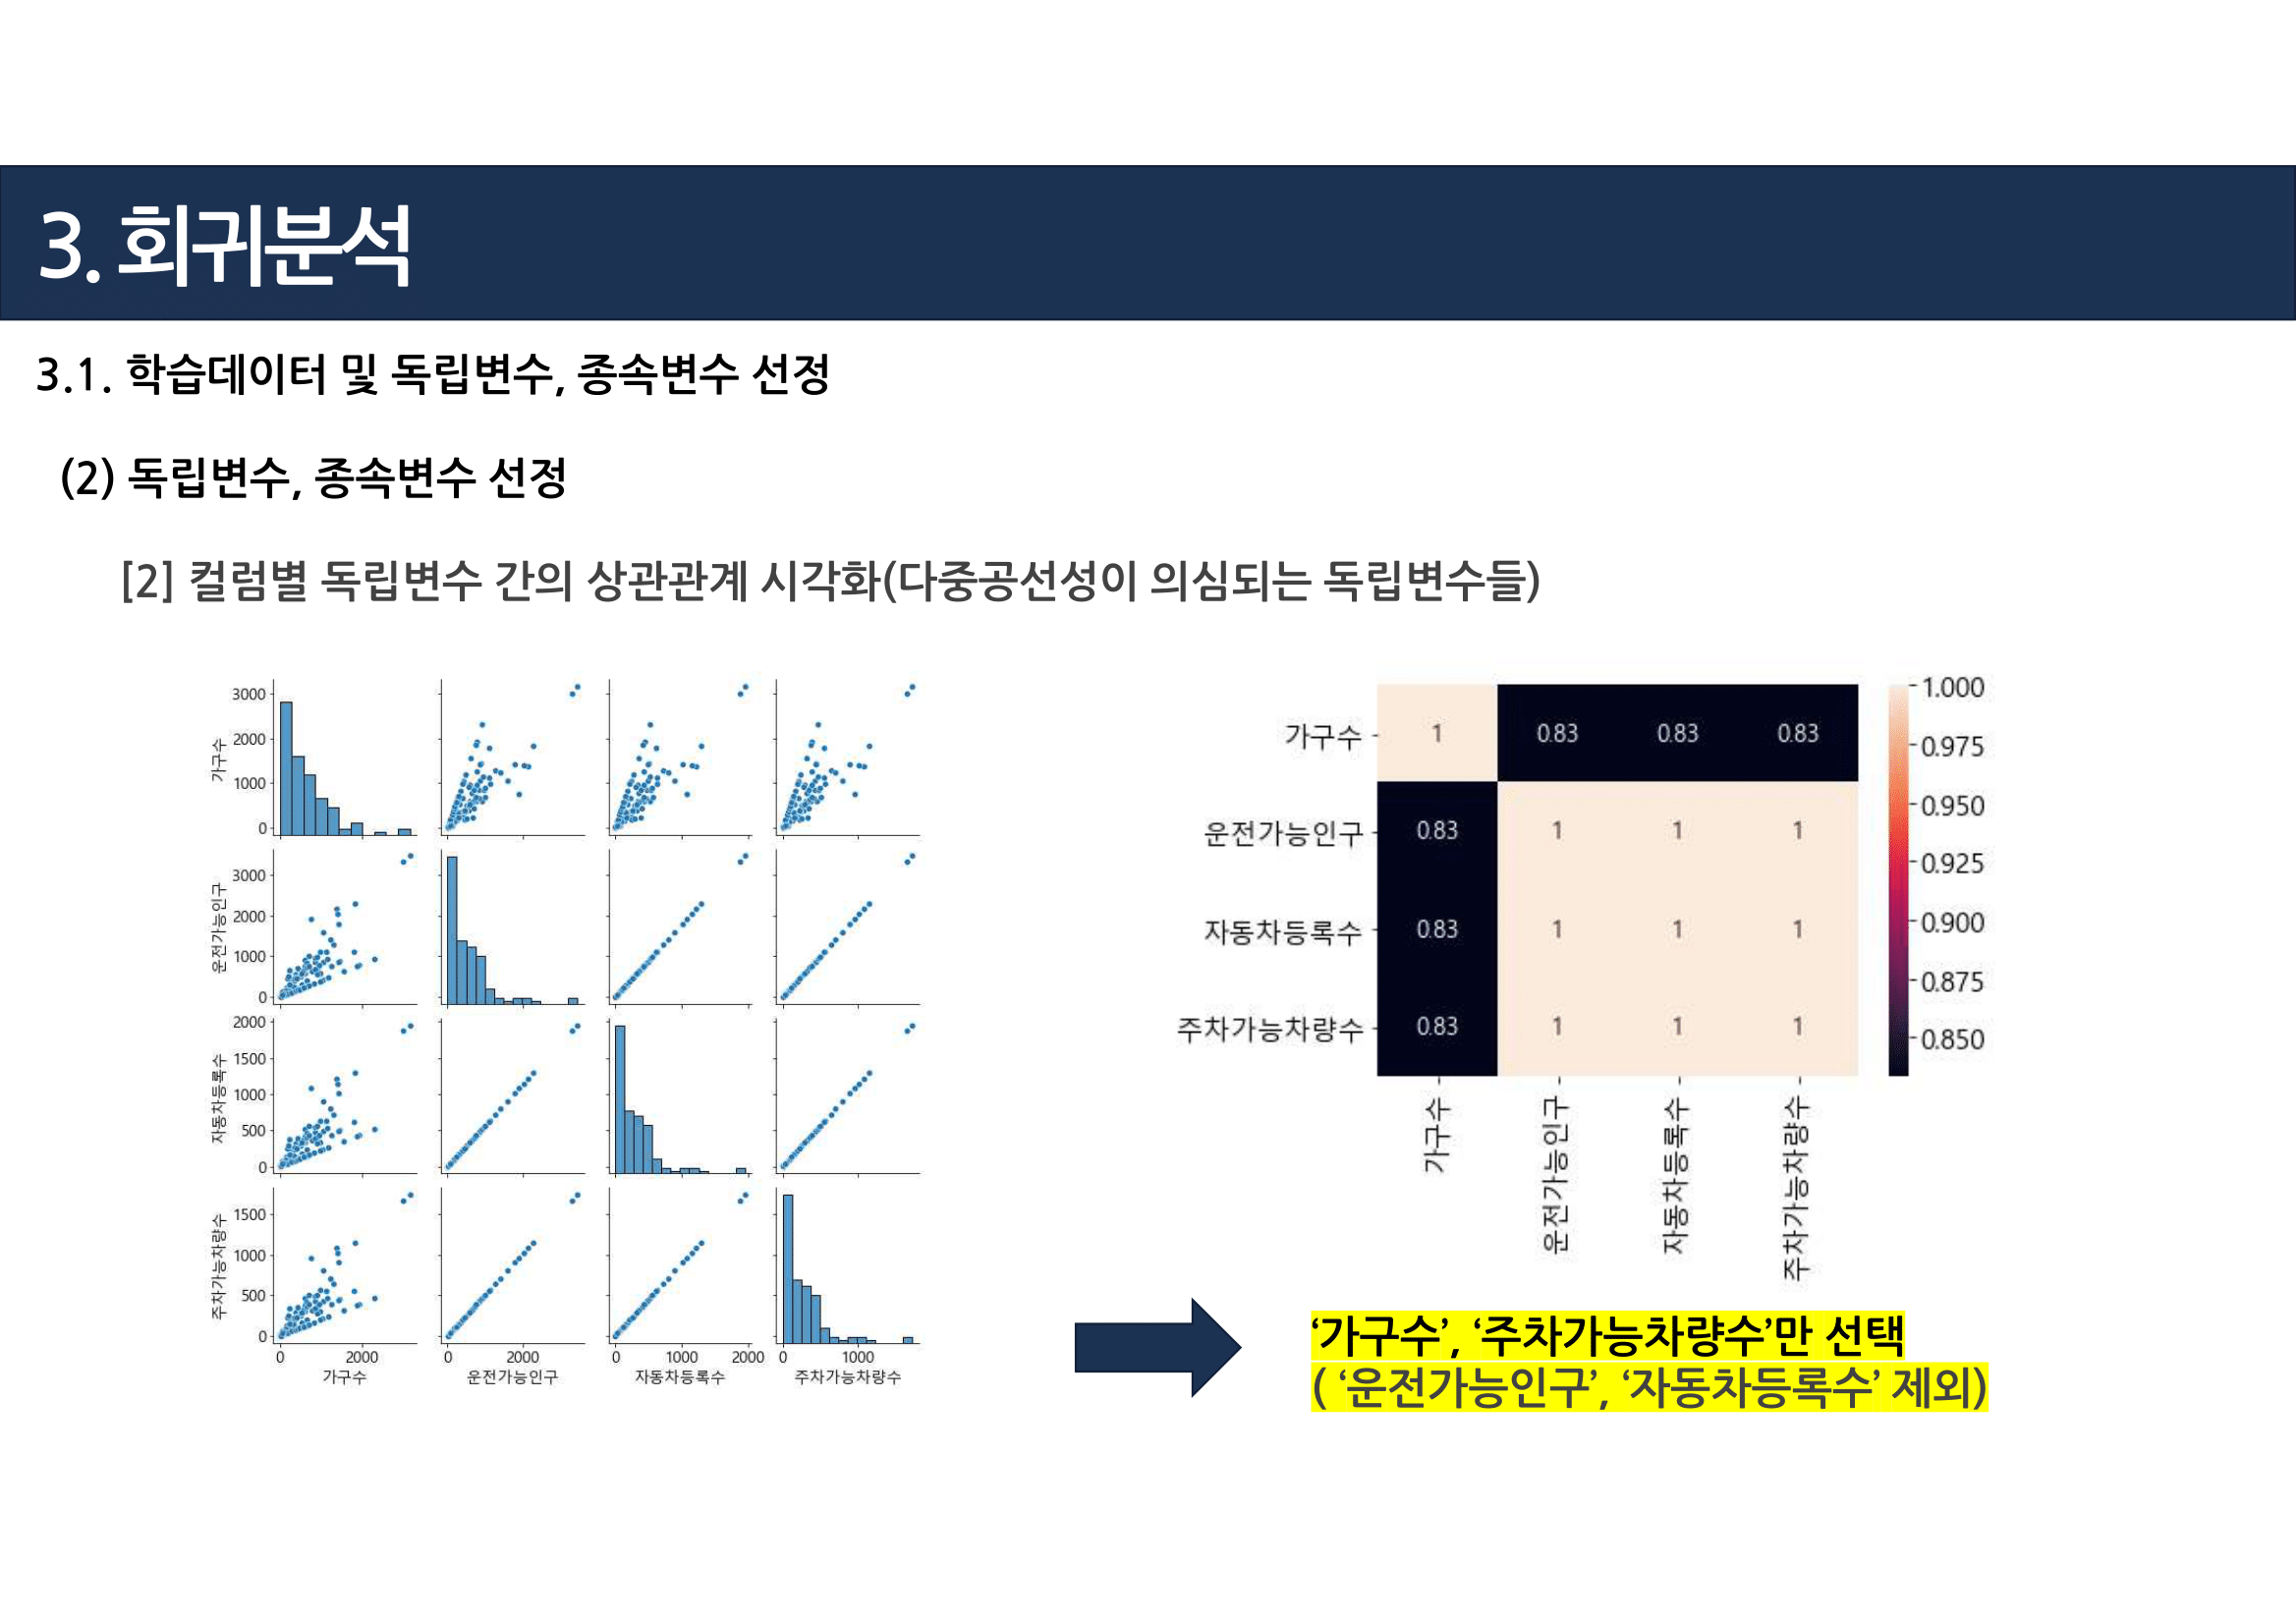 3. 회귀분석
3.1. 학습데이터 및 독립변수, 종속변수 선정
(2) 독립변수, 종속변수 선정
[2] 컬럼별 독립변수 간의 상관관계 시각화(다중공선성이 의심되는 독립변수들)
가구수
3000
2000
1000
0
운전가능인구
3000
2000
1000
0
자동차등록수
2000
1500
1000
500
0
주차가능차량수
1500
1000
500
0
0 2000 0 2000 0 1000 2000 0 1000
가구수 운전가능인구 자동차등록수 주차가능차량수
가구수 1 0.83 0.83 0.83
운전가능인구 0.83 1 1 1
자동차등록수 0.83 1 1 1
주차가능차량수 0.83 1 1 1
가구수 운전가능인구 자동차등록수 주차가능차량수
1.000
0.975
0.950
0.925
0.900
0.875
0.850
‘가구수’, ‘주차가능차량수’만 선택
( ‘운전가능인구’, ‘자동차등록수’ 제외)